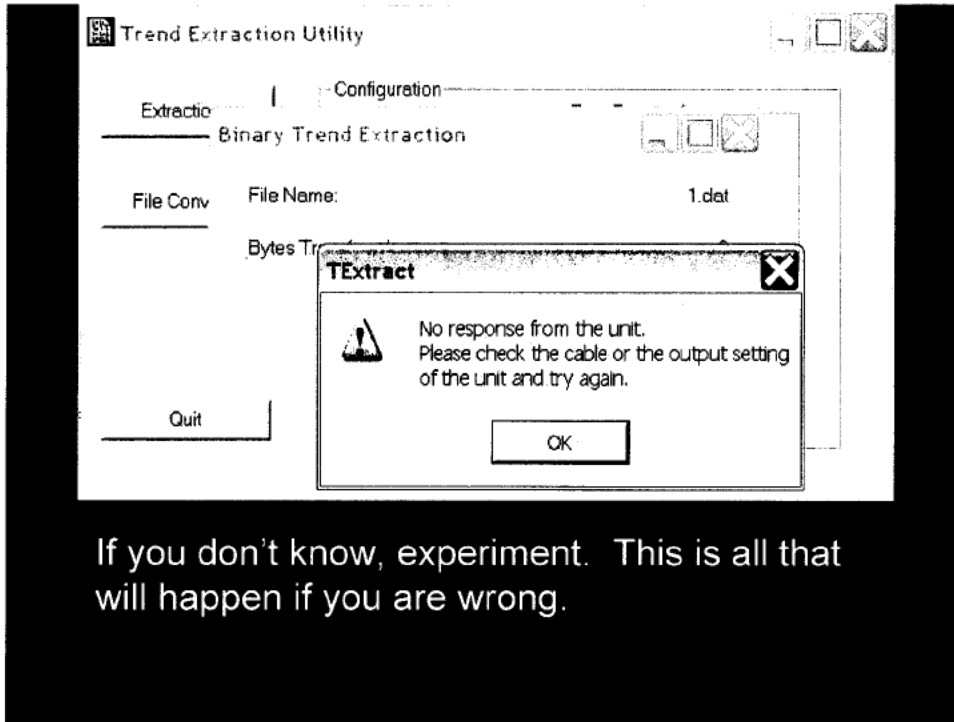 Trend Extraction Utility
Configuration
Extractio
Binary Trend Extraction
File Conv
File Name: 1.dat
Bytes Tr
TExtract
No response from the unit.
Please check the cable or the output setting
of the unit and try again.
Quit
OK
If you don't know, experiment. This is all that
will happen if you are wrong.